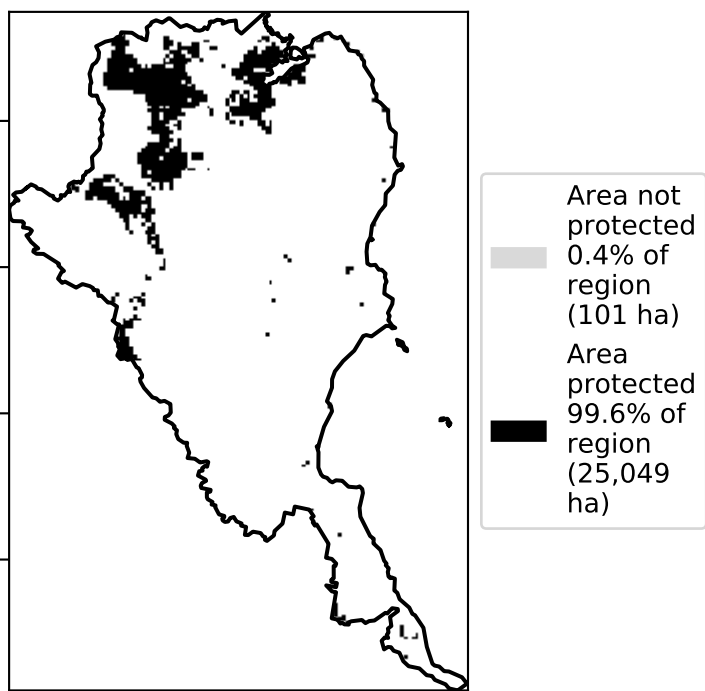 Area not
protected
0.4% of
region
(101 ha)
Area
protected
99.6% of
region
(25,049
ha)